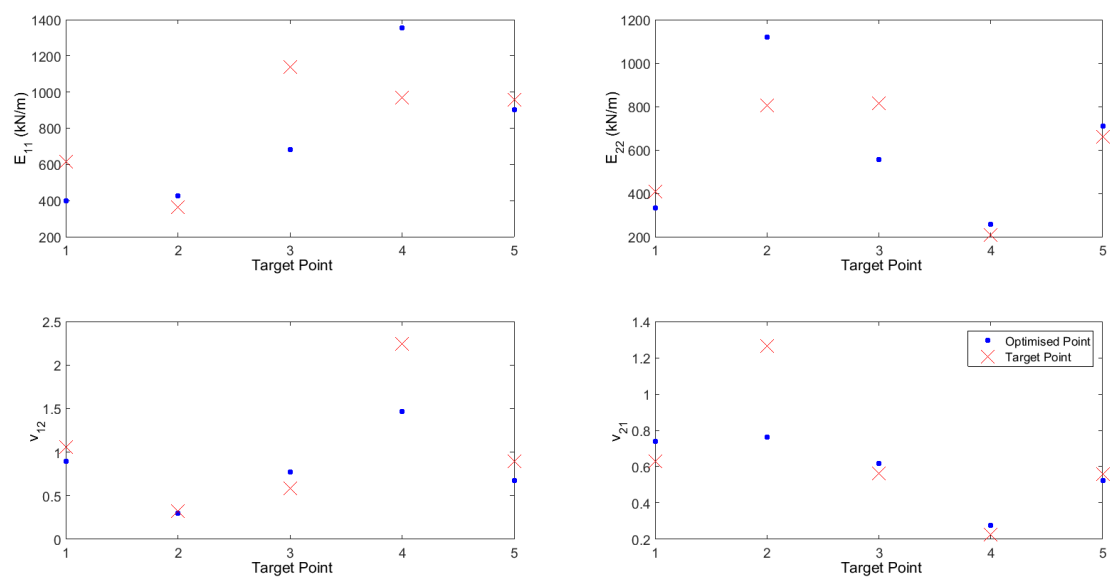 1400
1200
1000
800
600
400
200
E11 (kN/m)
1 2 3 4 5
Target Point
1200
1000
800
600
400
200
E22 (kN/m)
1 2 3 4 5
Target Point
2.5
2
1.5
1
0.5
0
v12
1 2 3 4 5
Target Point
1.4
1.2
1
0.8
0.6
0.4
0.2
v21
Optimised Point
Target Point
1 2 3 4 5
Target Point